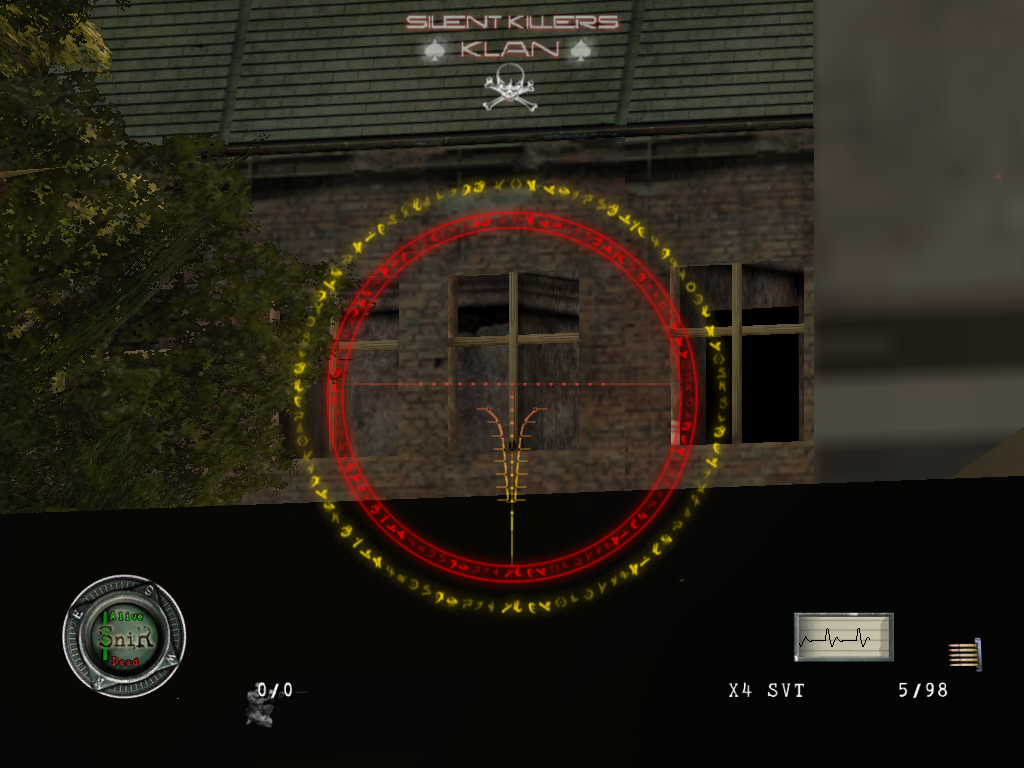 SILENT KILLERS
♠ KLAN ♠
S
E
Alive
SniK
Dead
W
N
0/0
X4 SVT
5/98